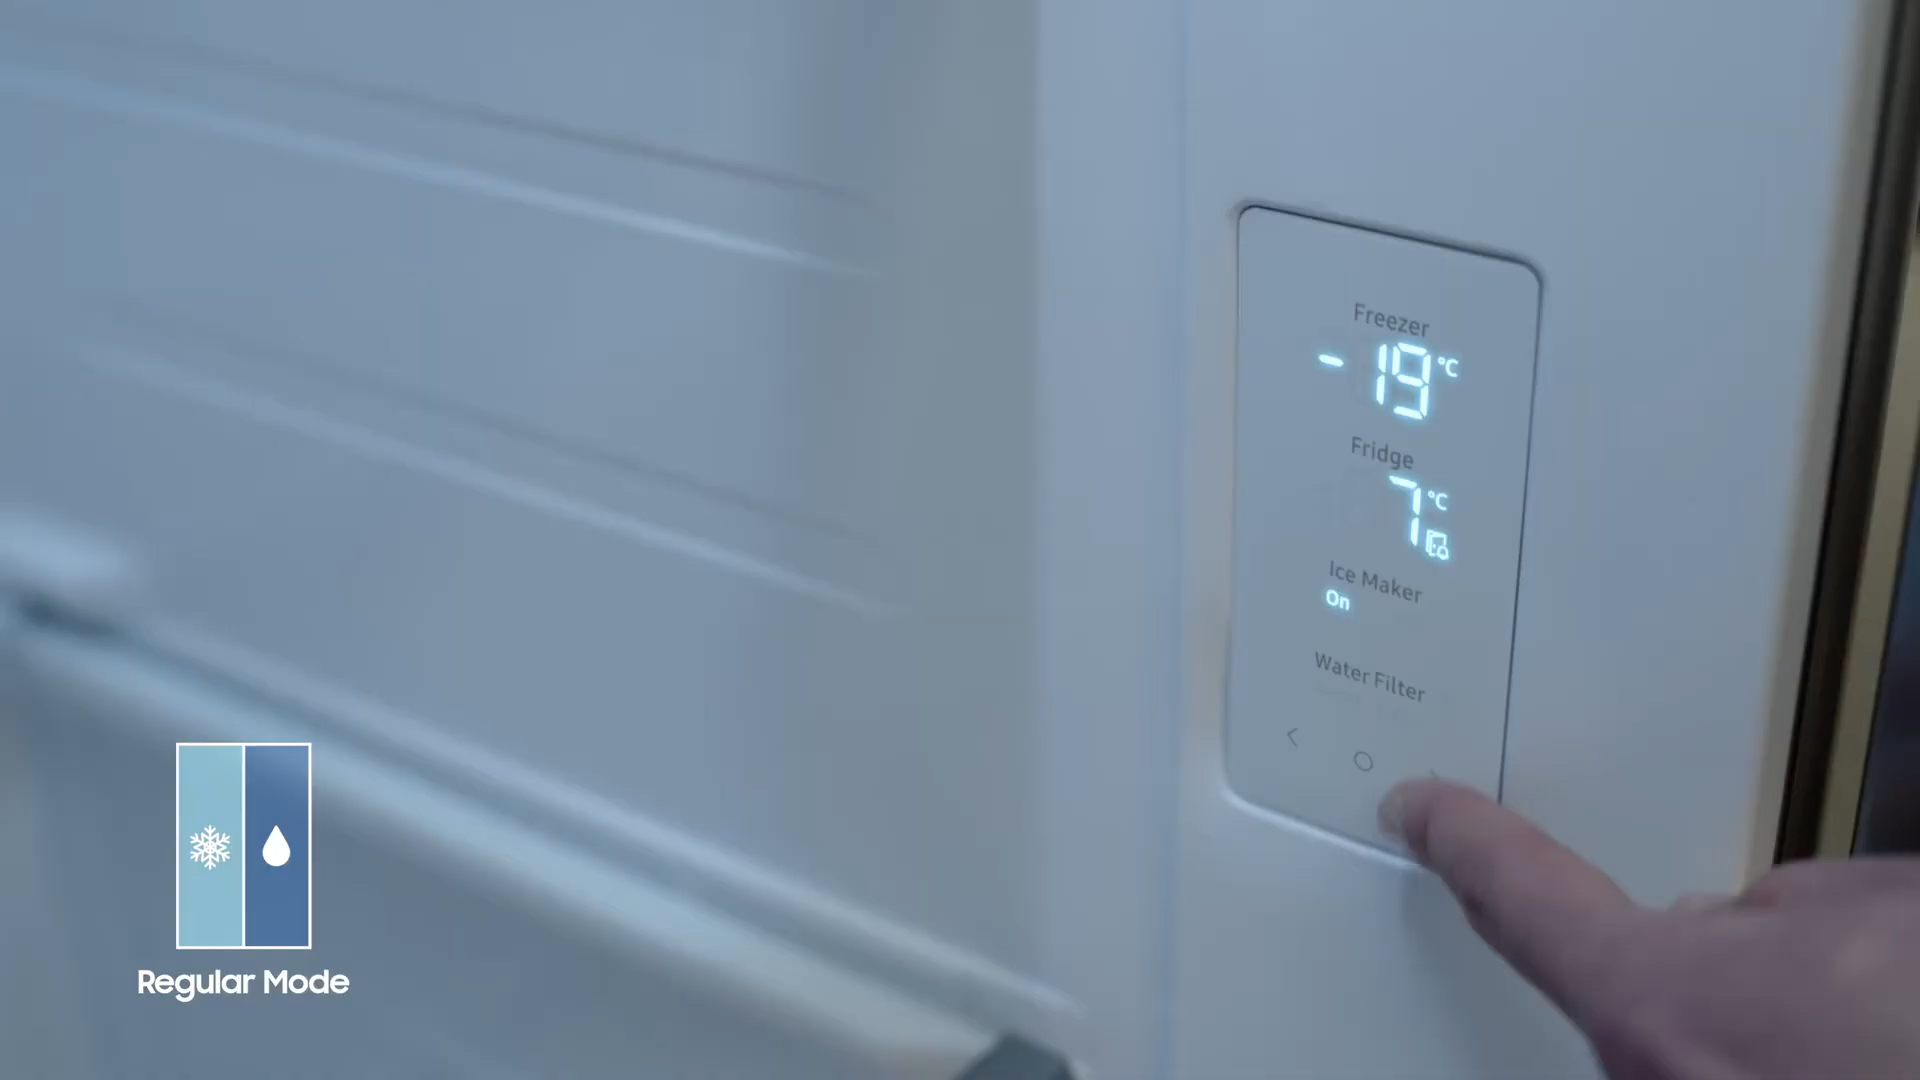 Freezer
- 19 °C
Fridge
7 °C
Ice Maker
On
Water Filter
Regular Mode